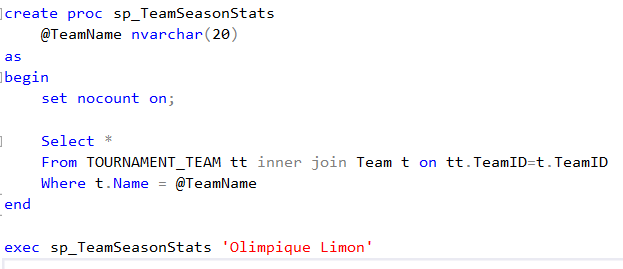 create proc sp_TeamSeasonStats
@TeamName nvarchar(20)
as
begin
set nocount on;
Select *
From TOURNAMENT_TEAM tt inner join Team t on tt.TeamID=t.TeamID
Where t.Name = @TeamName
end
exec sp_TeamSeasonStats 'Olimpique Limon'